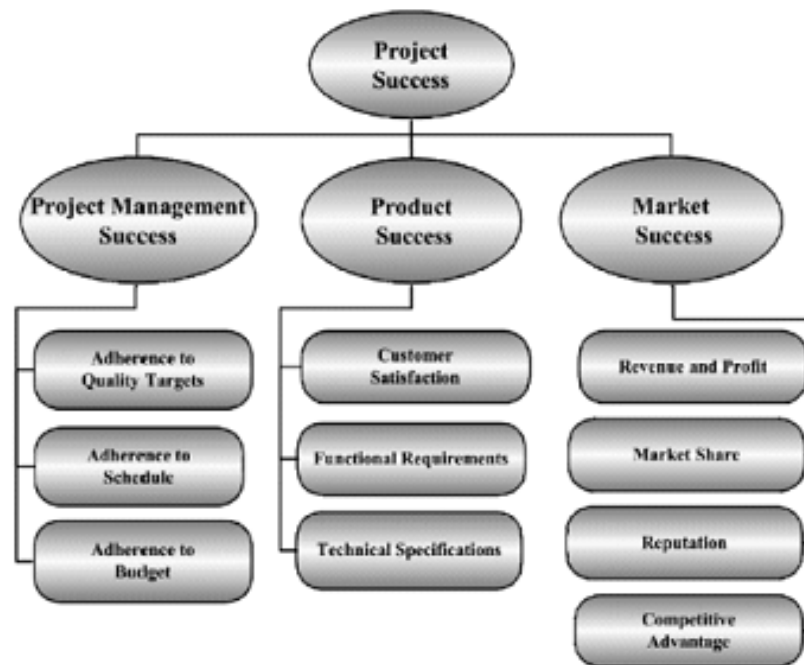 Project
Success
Project Management
Success
Product
Success
Market
Success
Adherence to
Quality Targets
Adherence to
Schedule
Adherence to
Budget
Customer
Satisfaction
Functional Requirements
Technical Specifications
Revenue and Profit
Market Share
Reputation
Competitive
Advantage